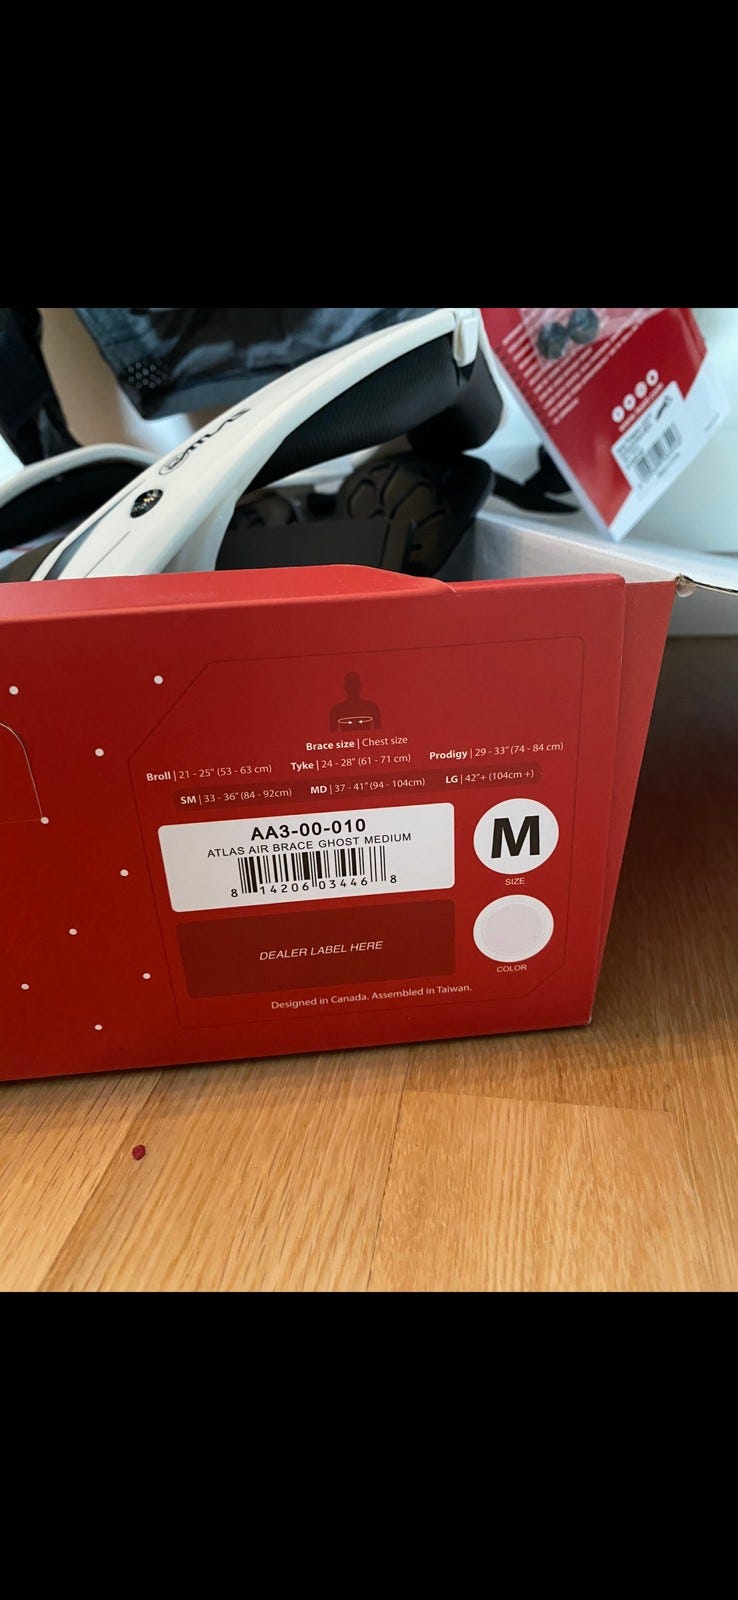 Brace size | Chest size
Broll | 21 - 25" (53 - 63 cm) Tyke | 24 - 28" (61 - 71 cm) Prodigy | 29 - 33" (74 - 84 cm)
SM | 33 - 36" (84 - 92cm) MD | 37 - 41" (94 - 104cm) LG | 42"+ (104cm +)
AA3-00-010
ATLAS AIR BRACE GHOST MEDIUM
8 14206 03446 8
M
SIZE
DEALER LABEL HERE
COLOR
Designed in Canada. Assembled in Taiwan.